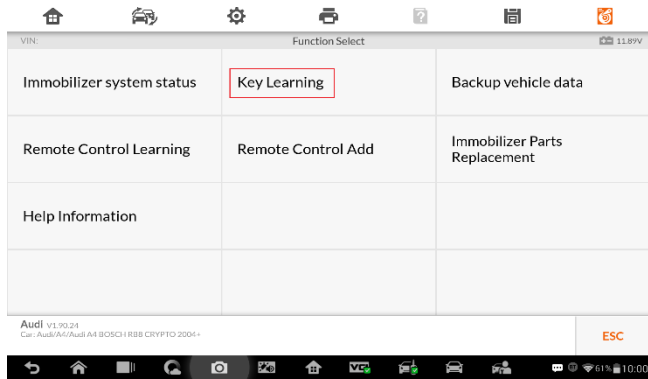 VIN:
Function Select
11.89V
Immobilizer system status
Key Learning
Backup vehicle data
Remote Control Learning
Remote Control Add
Immobilizer Parts
Replacement
Help Information
Audi V1.90.24
Car: Audi/A4/Audi A4 BOSCH RB8 CRYPTO 2004+
ESC
VCI
61%
10:00